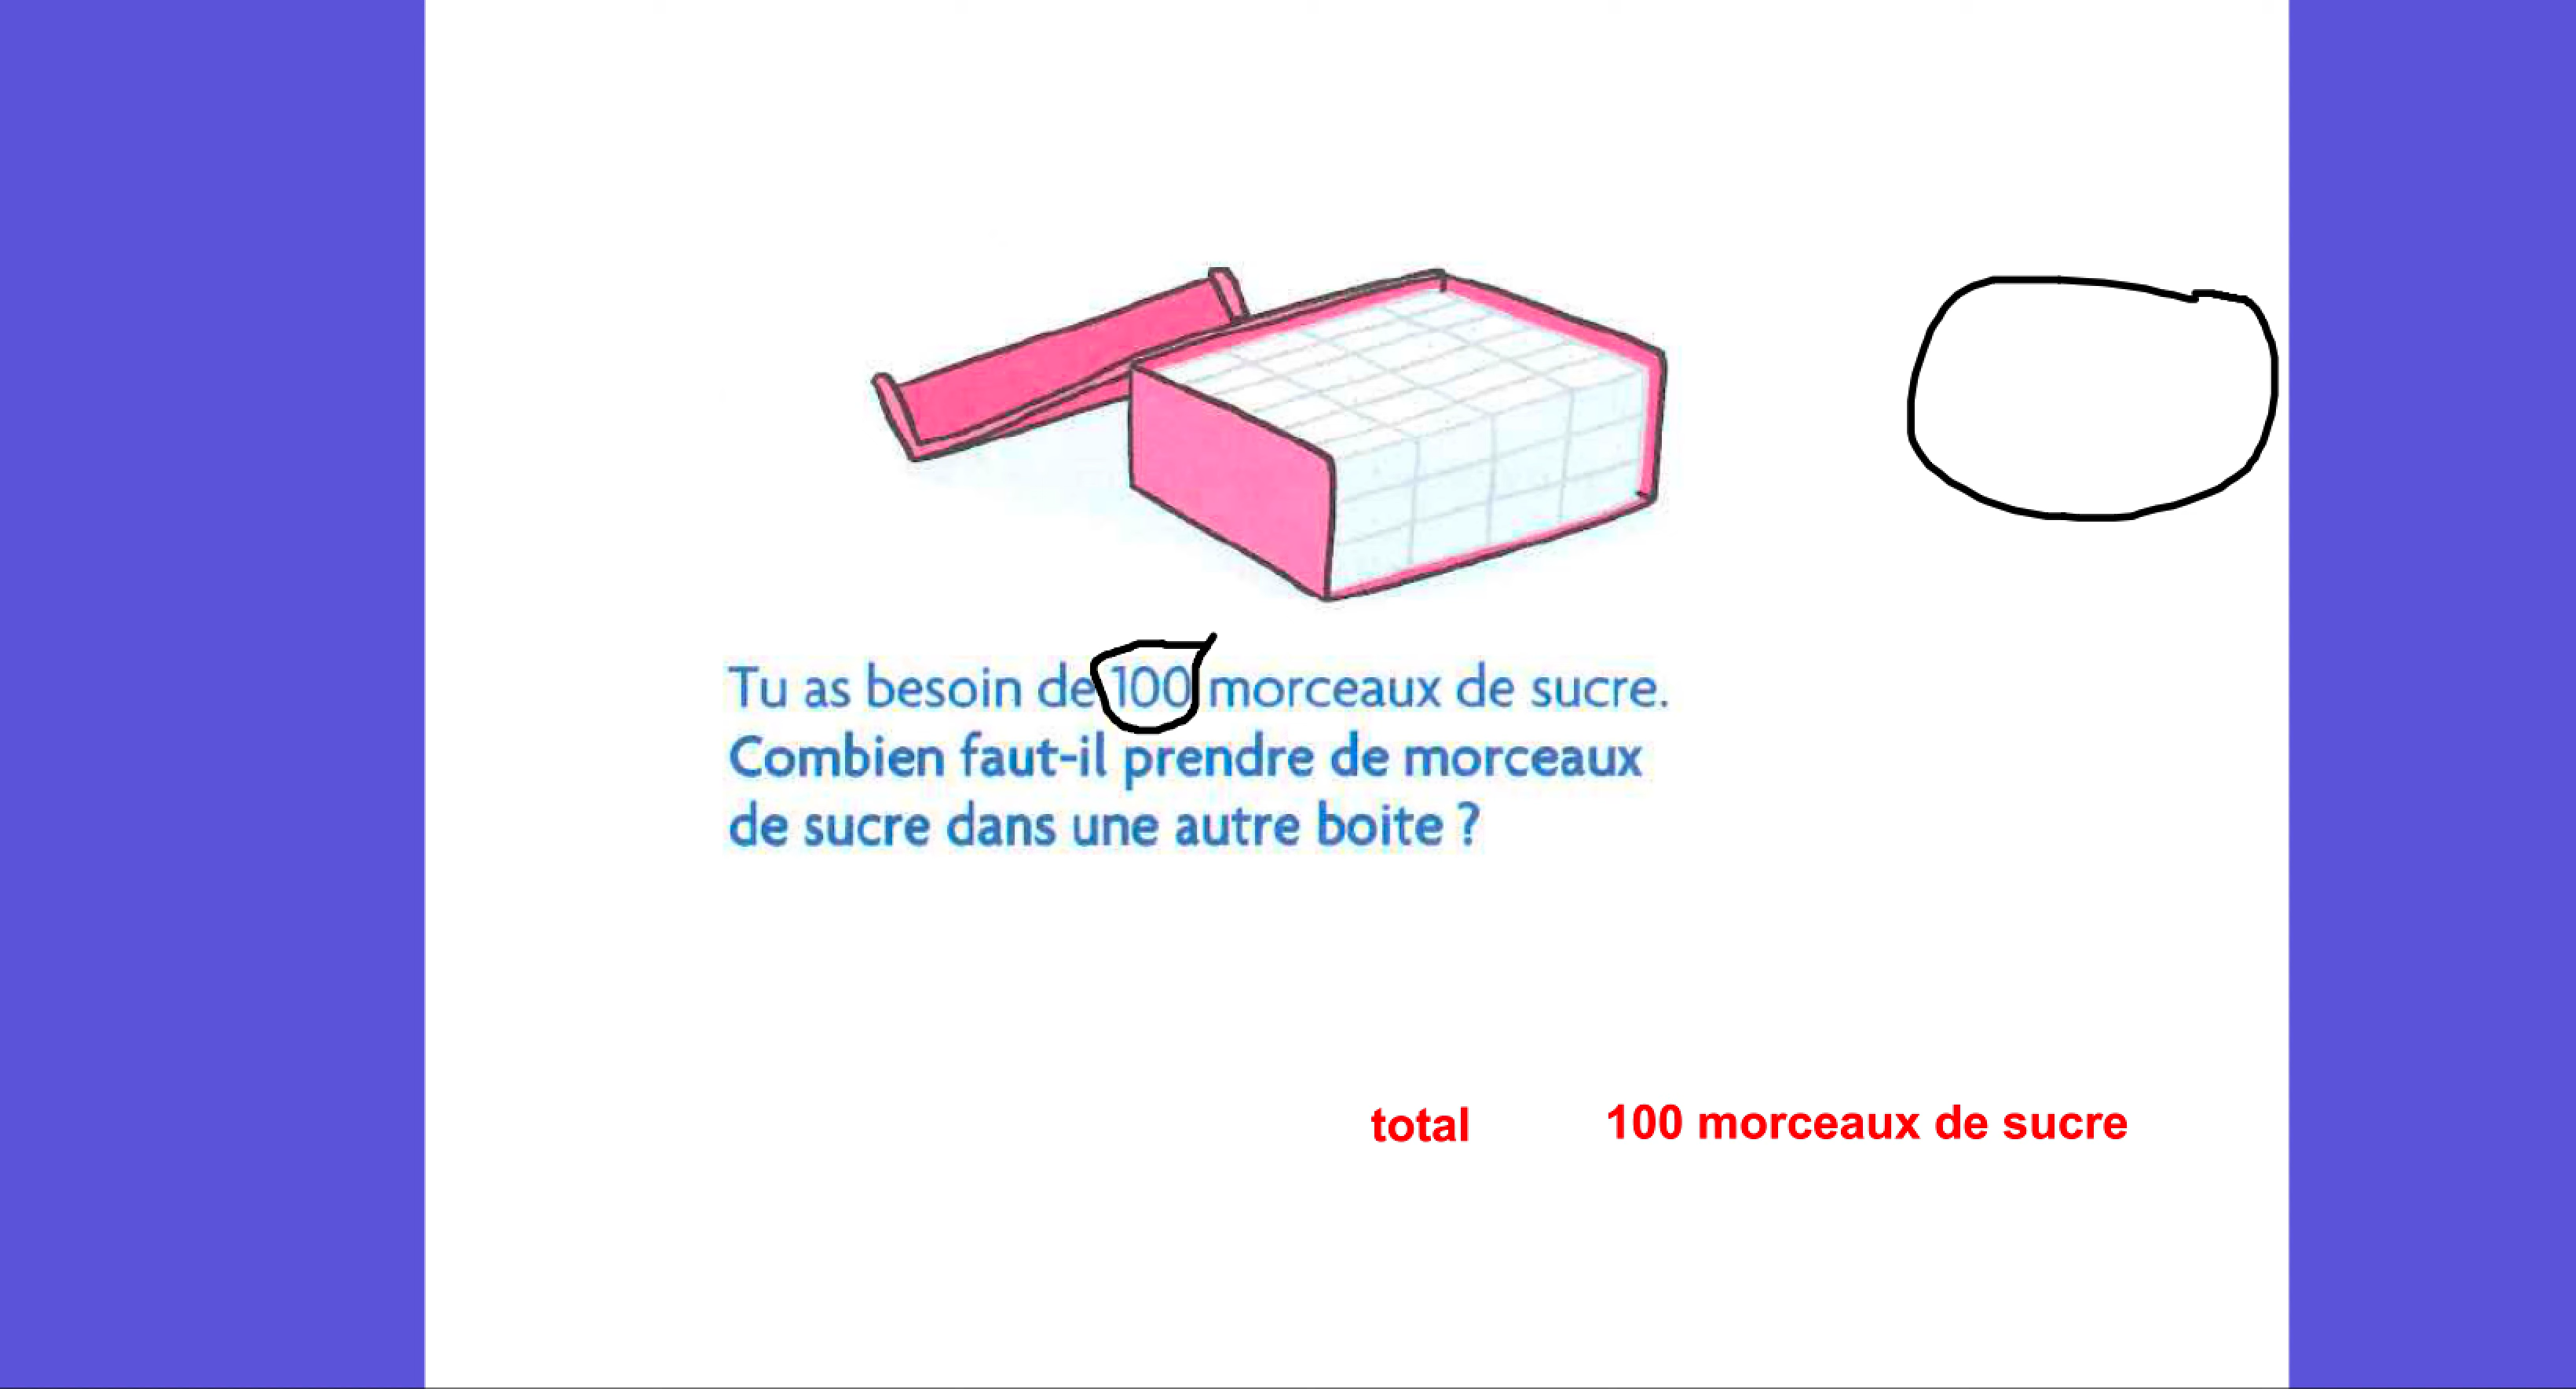 Tu as besoin de 100 morceaux de sucre.
Combien faut-il prendre de morceaux
de sucre dans une autre boite ?
total 100 morceaux de sucre